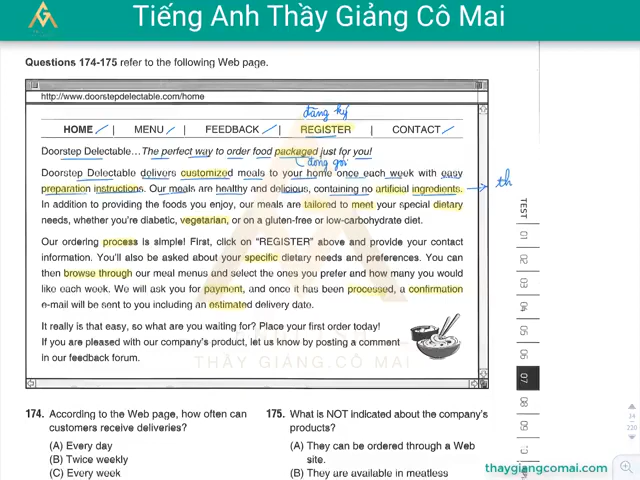 Tiếng Anh Thầy Giảng Cô Mai
Questions 174-175 refer to the following Web page.
http://www.doorstepdelectable.com/home
đăng ký
HOME | MENU | FEEDBACK | REGISTER | CONTACT
Doorstep Delectable… The perfect way to order food packaged just for you!
đóng gói
Doorstep Delectable delivers customized meals to your home once each week with easy
preparation instructions. Our meals are healthy and delicious, containing no artificial ingredients. → th
In addition to providing the foods you enjoy, our meals are tailored to meet your special dietary
needs, whether you're diabetic, vegetarian, or on a gluten-free or low-carbohydrate diet.
Our ordering process is simple! First, click on "REGISTER" above and provide your contact
information. You'll also be asked about your specific dietary needs and preferences. You can
then browse through our meal menus and select the ones you prefer and how many you would
like each week. We will ask you for payment, and once it has been processed, a confirmation
e-mail will be sent to you including an estimated delivery date.
It really is that easy, so what are you waiting for? Place your first order today!
If you are pleased with our company's product, let us know by posting a comment
in our feedback forum.
THẦY GIẢNG.CÔ MAI
174. According to the Web page, how often can
customers receive deliveries?
(A) Every day
(B) Twice weekly
(C) Every week
175. What is NOT indicated about the company's
products?
(A) They can be ordered through a Web
site.
(B) They are available in meatless
TEST
01
02
03
04
05
06
07
08
09
10
34
220
thaygiangcomai.com